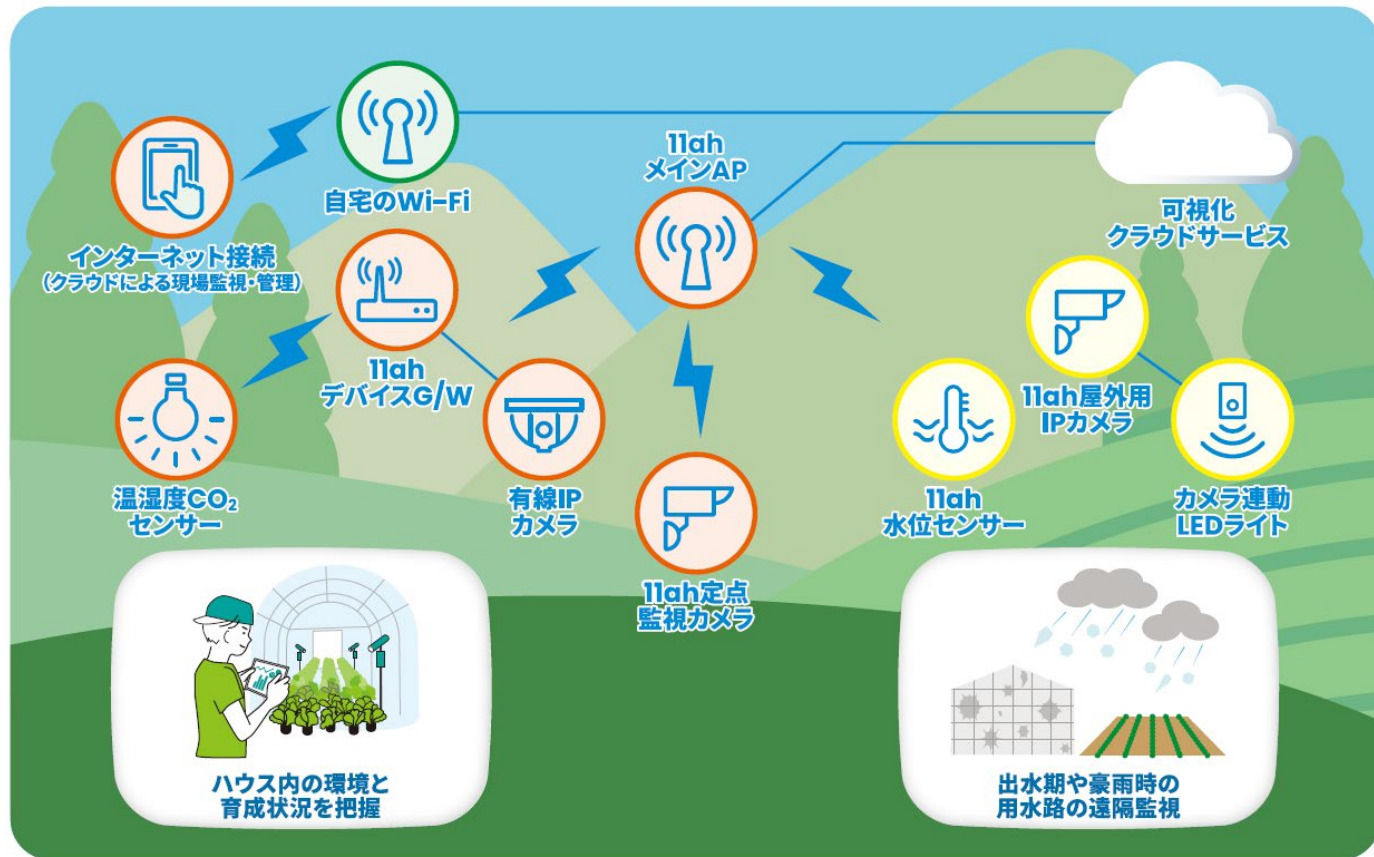 11ah
メインAP
自宅のWi-Fi
可視化
クラウドサービス
インターネット接続
（クラウドによる現場監視・管理）
11ah
デバイスG/W
11ah屋外用
IPカメラ
温湿度CO₂
センサー
有線IP
カメラ
11ah
水位センサー
カメラ連動
LEDライト
11ah定点
監視カメラ
ハウス内の環境と
育成状況を把握
出水期や豪雨時の
用水路の遠隔監視